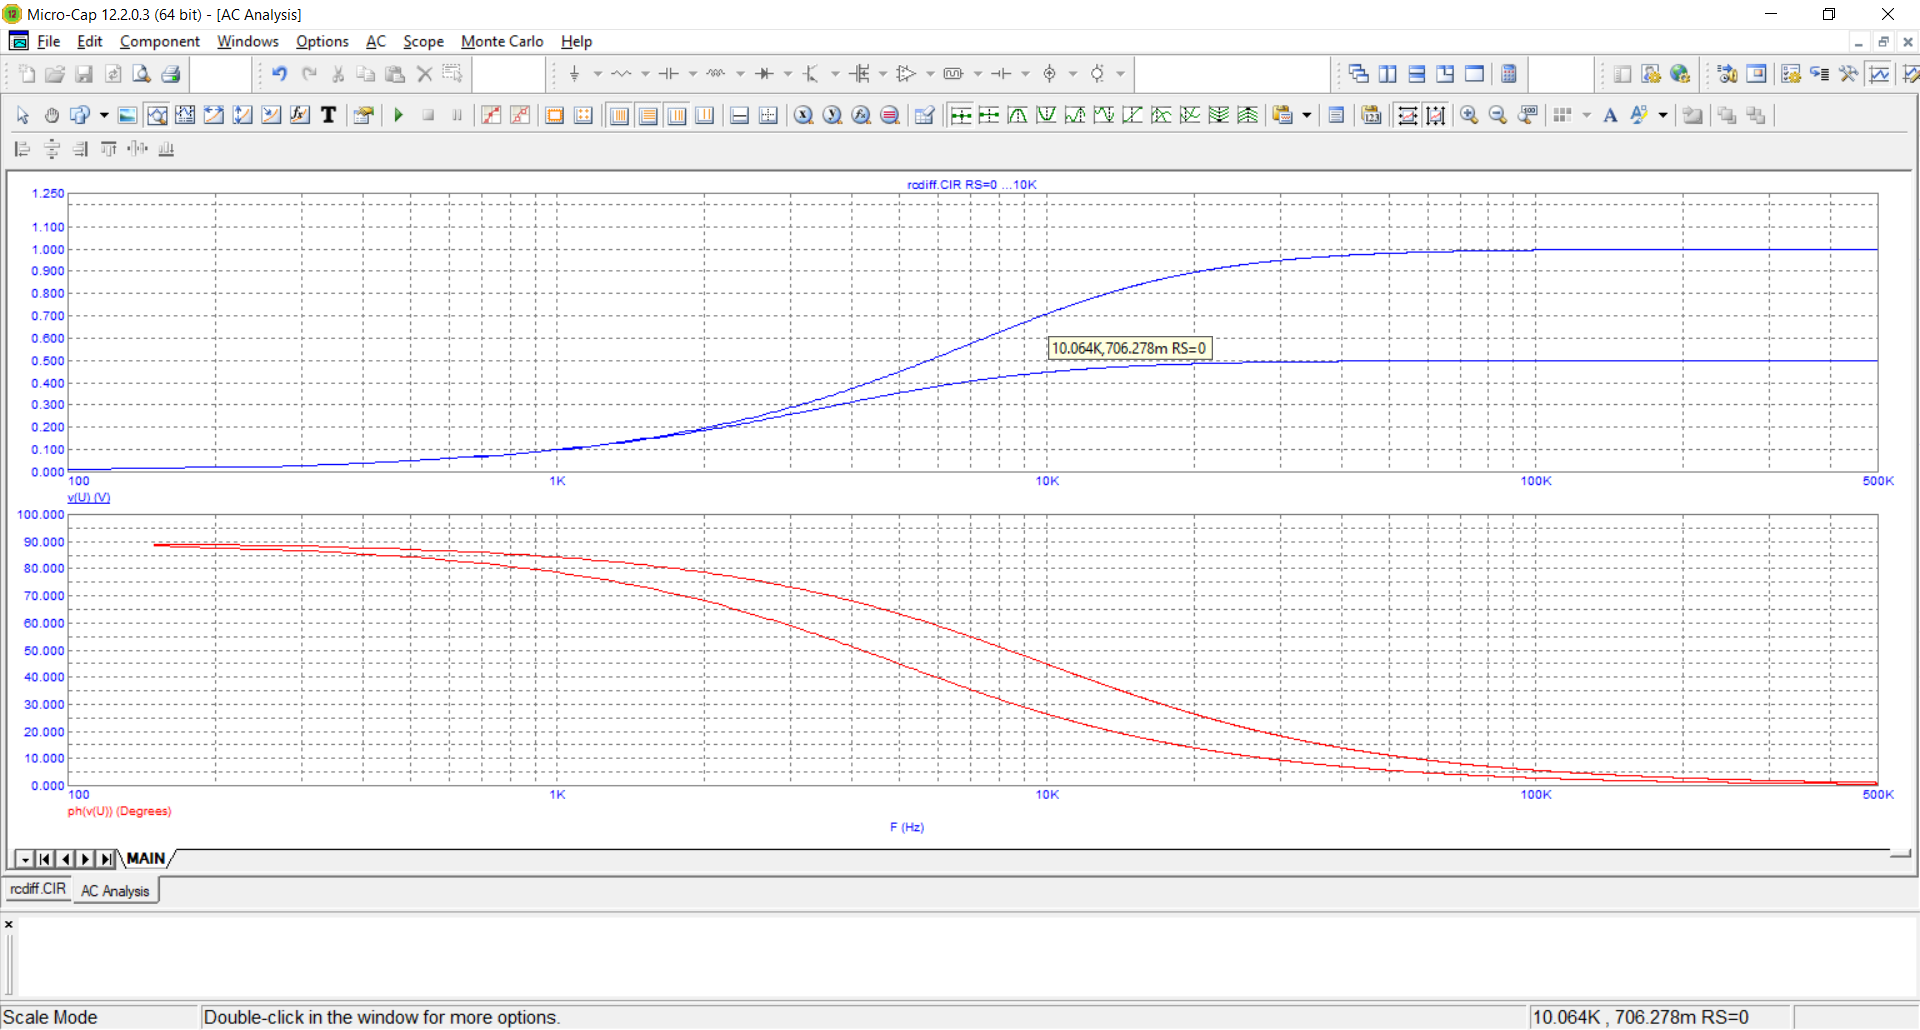 Micro-Cap 12.2.0.3 (64 bit) - [AC Analysis]
File Edit Component Windows Options AC Scope Monte Carlo Help
rcdiff.CIR RS=0 ...10K
1.250
1.100
1.000
0.900
0.800
0.700
0.600
10.064K,706.278m RS=0
0.500
0.400
0.300
0.200
0.100
0.000
100 1K 10K 100K 500K
v(U) (V)
100.000
90.000
80.000
70.000
60.000
50.000
40.000
30.000
20.000
10.000
0.000
100 1K 10K 100K 500K
ph(v(U)) (Degrees)
F (Hz)
MAIN
rcdiff.CIR AC Analysis
Scale Mode Double-click in the window for more options. 10.064K , 706.278m RS=0